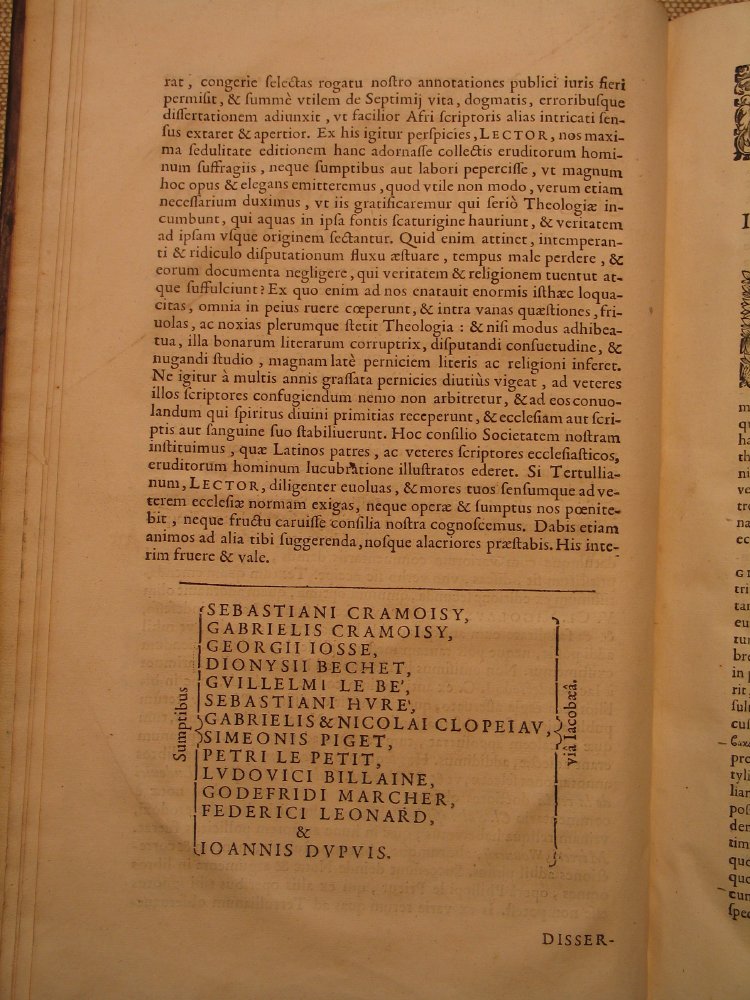 rat, congerie ſelectas rogatu noſtro annotationes publici iuris fieri
permiſit, & ſummè vtilem de Septimij vita, dogmatis, erroribuſque
diſſertationem adiunxit, vt facilior Afri ſcriptoris alias intricati ſen-
ſus extaret & apertior. Ex his igitur perſpicies, LECTOR, nos maxi-
ma ſedulitate editionem hanc adornaſſe collectis eruditorum homi-
num ſuffragiis, neque ſumptibus aut labori peperciſſe, vt magnum
hoc opus & elegans emitteremus, quod vtile non modo, verum etiam
neceſſarium duximus, vt iis gratificaremur qui ſeriò Theologiæ in-
cumbunt, qui aquas in ipſa fontis ſcaturigine hauriunt, & veritatem
ad ipſam vſque originem ſectantur. Quid enim attinet, intemperan-
ti & ridiculo diſputationum fluxu æſtuare, tempus male perdere, &
eorum documenta negligere, qui veritatem & religionem tuentut at-
que ſuffulciunt? Ex quo enim ad nos enatauit enormis iſthæc loqua-
citas, omnia in peius ruere cœperunt, & intra vanas quæſtiones, fri-
uolas, ac noxias plerumque ſtetit Theologia : & niſi modus adhibea-
tua, illa bonarum literarum corruptrix, diſputandi conſuetudine, &
nugandi ſtudio, magnam latè perniciem literis ac religioni inferet.
Ne igitur à multis annis graſſata pernicies diutiùs vigeat, ad veteres
illos ſcriptores confugiendum nemo non arbitretur, & ad eos conuo-
landum qui ſpiritus diuini primitias receperunt, & eccleſiam aut ſcri-
ptis aut ſanguine ſuo ſtabiliuerunt. Hoc conſilio Societatem noſtram
inſtituimus, quæ Latinos patres, ac veteres ſcriptores eccleſiaſticos,
eruditorum hominum lucubratione illuſtratos ederet. Si Tertullia-
num, LECTOR, diligenter euoluas, & mores tuos ſenſumque ad ve-
terem eccleſiæ normam exigas, neque operæ & ſumptus nos pœnite-
bit, neque fructu caruiſſe conſilia noſtra cognoſcemus. Dabis etiam
animos ad alia tibi ſuggerenda, noſque alacriores præſtabis. His inte-
rim fruere & vale.
Sumptibus
SEBASTIANI CRAMOISY,
GABRIELIS CRAMOISY,
GEORGII IOSSE,
DIONYSII BECHET,
GVILLELMI LE BE',
SEBASTIANI HVRE',
GABRIELIS & NICOLAI CLOPEIAV,
SIMEONIS PIGET,
PETRI LE PETIT,
LVDOVICI BILLAINE,
GODEFRIDI MARCHER,
FEDERICI LEONARD,
&
IOANNIS DVPVIS.
viâ Iacobæâ.
DISSER-